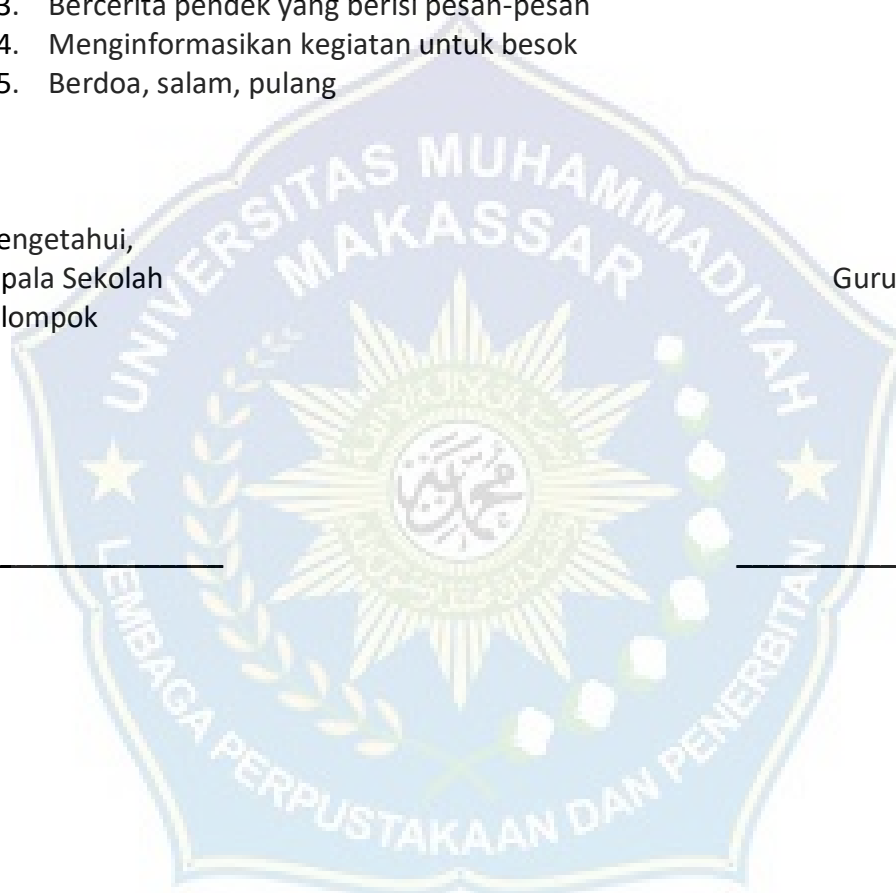 3. Bercerita pendek yang berisi pesan-pesan
4. Menginformasikan kegiatan untuk besok
5. Berdoa, salam, pulang
engetahui,
pala Sekolah Guru
lompok
UNIVERSITAS MUHAMMADIYAH
MAKASSAR
محمد
LEMBAGA PERPUSTAKAAN DAN PENERBITAN